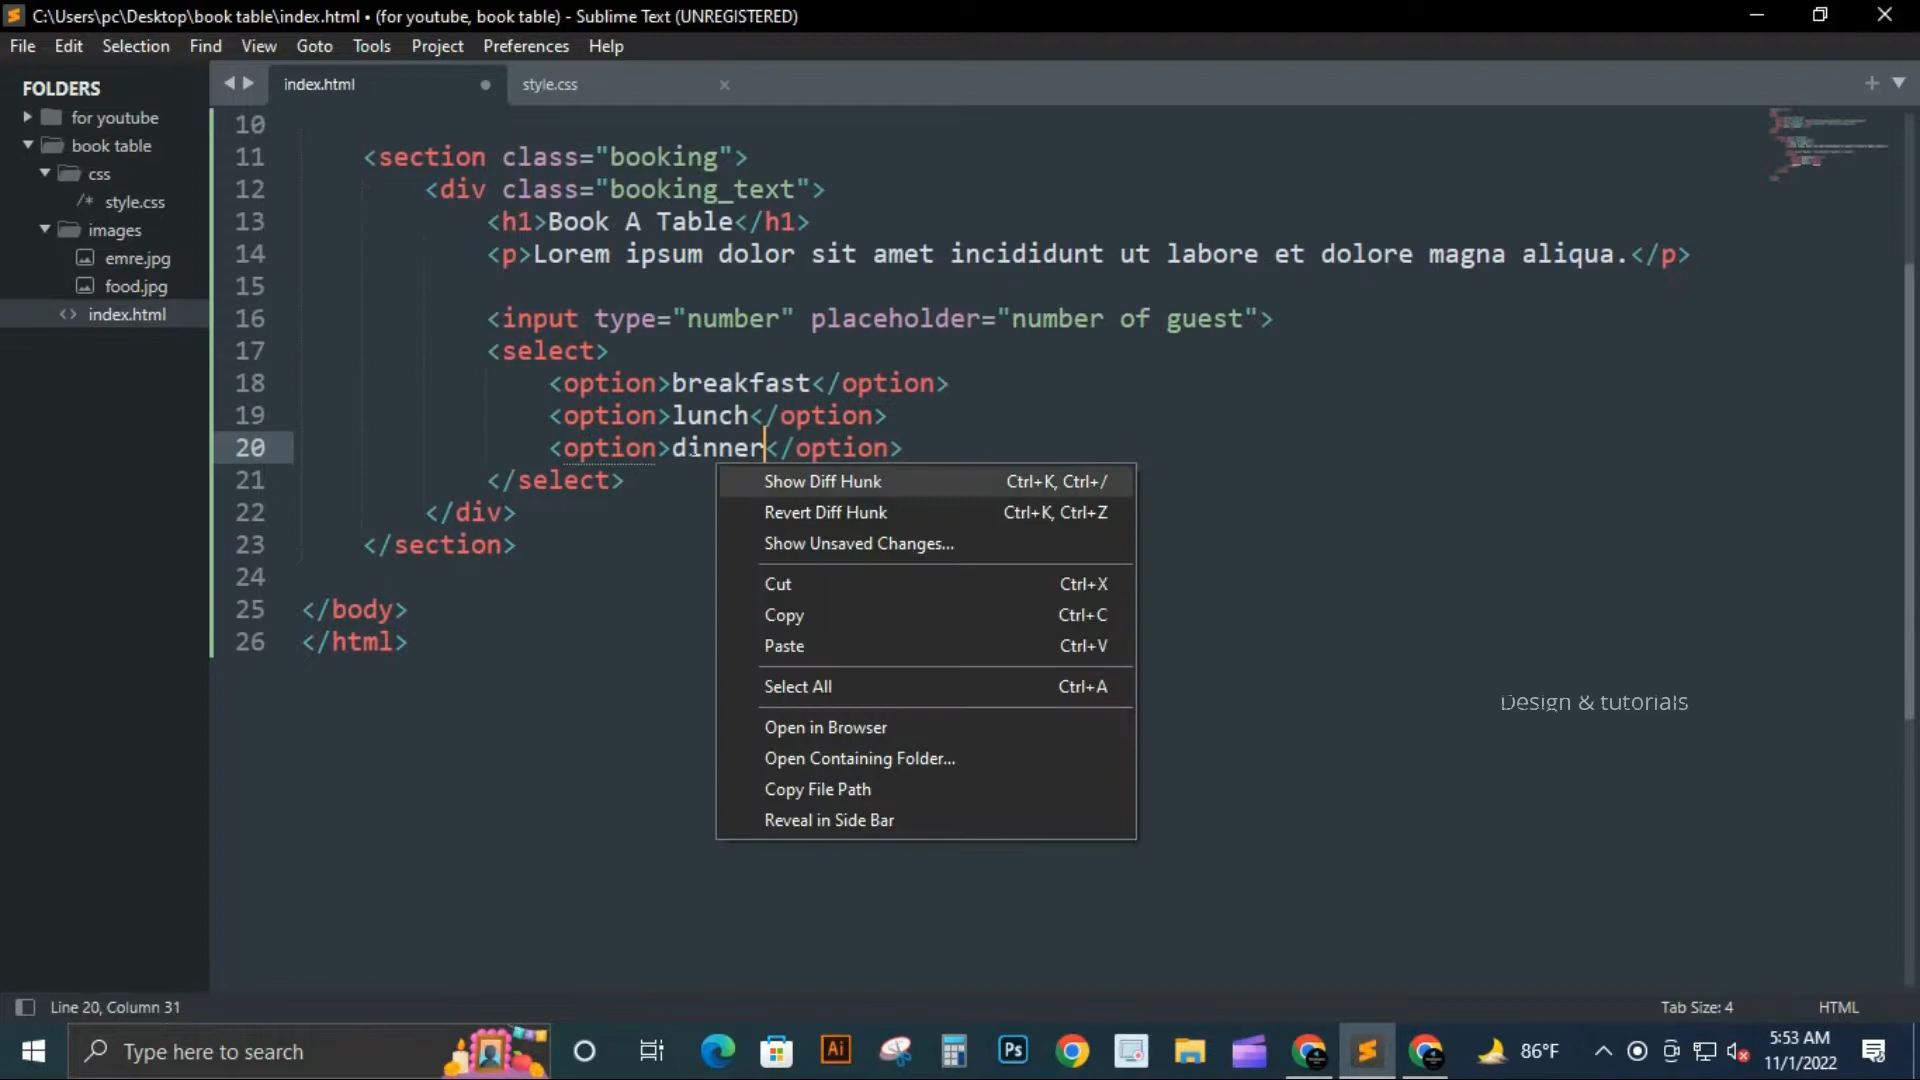 C:\Users\pc\Desktop\book table\index.html • (for youtube, book table) - Sublime Text (UNREGISTERED)
File Edit Selection Find View Goto Tools Project Preferences Help
FOLDERS
for youtube
book table
css
/* style.css
images
emre.jpg
food.jpg
<> index.html
index.html
style.css
10
11 <section class="booking">
12 <div class="booking_text">
13 <h1>Book A Table</h1>
14 <p>Lorem ipsum dolor sit amet incididunt ut labore et dolore magna aliqua.</p>
15
16 <input type="number" placeholder="number of guest">
17 <select>
18 <option>breakfast</option>
19 <option>lunch</option>
20 <option>dinner</option>
21 </select>
22 </div>
23 </section>
24
25 </body>
26 </html>
Show Diff Hunk Ctrl+K, Ctrl+/
Revert Diff Hunk Ctrl+K, Ctrl+Z
Show Unsaved Changes...
Cut Ctrl+X
Copy Ctrl+C
Paste Ctrl+V
Select All Ctrl+A
Open in Browser
Open Containing Folder...
Copy File Path
Reveal in Side Bar
Design & tutorials
Line 20, Column 31
Tab Size: 4
HTML
Type here to search
Ai
Ps
86°F
5:53 AM
11/1/2022